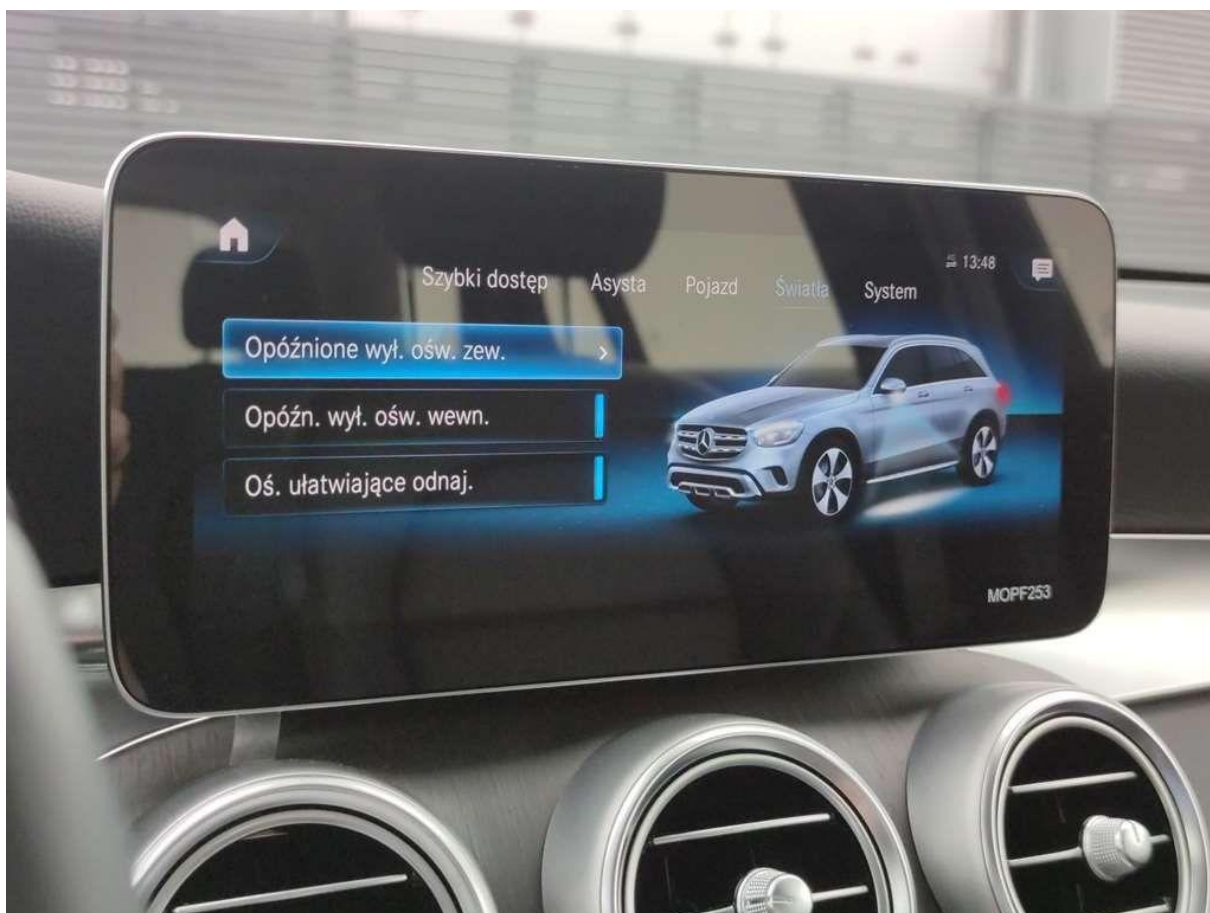 13:48
Szybki dostęp Asysta Pojazd Światła System
Opóźnione wył. ośw. zew.
Opóźn. wył. ośw. wewn.
Oś. ułatwiające odnaj.
MOPF253